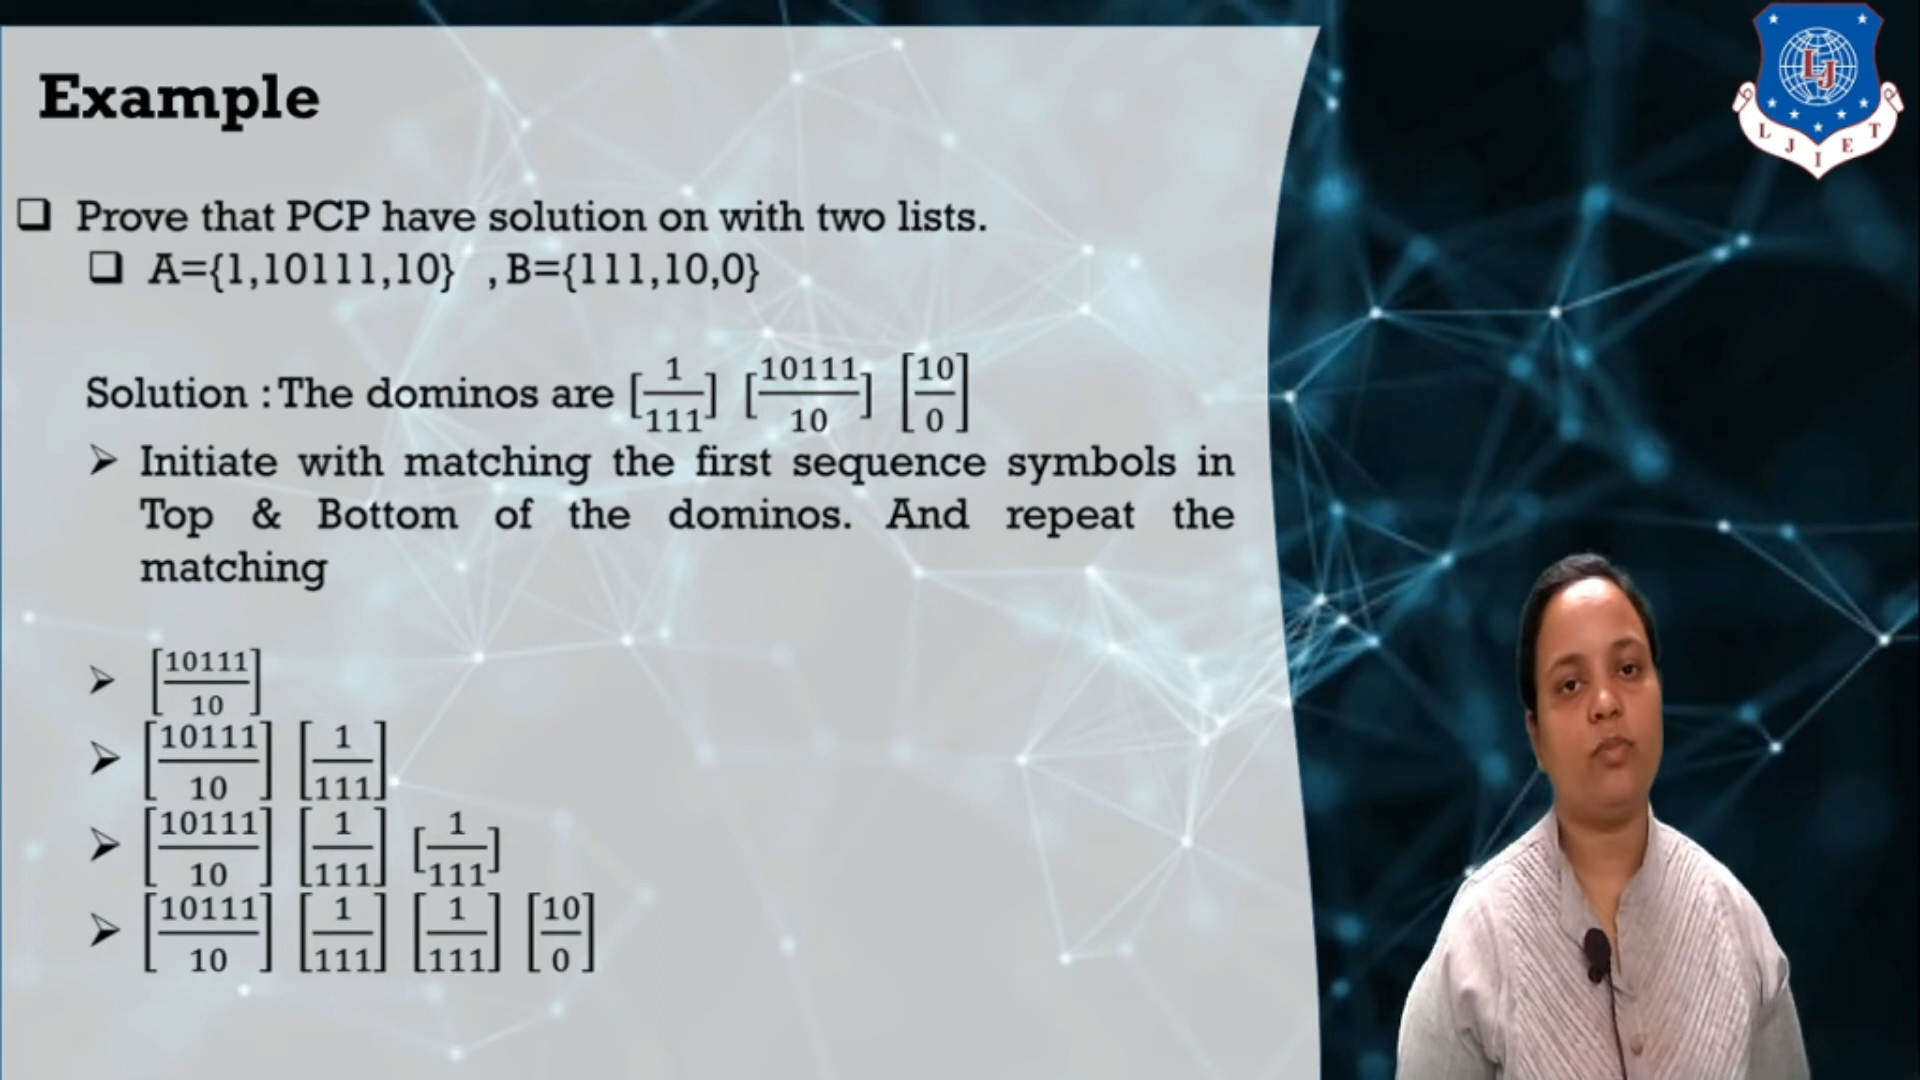 Example
❑ Prove that PCP have solution on with two lists.
❑ A={1,10111,10} , B={111,10,0}
Solution : The dominos are [1/111] [10111/10] [10/0]
➢ Initiate with matching the first sequence symbols in
Top & Bottom of the dominos. And repeat the
matching
➢ [10111/10]
➢ [10111/10] [1/111]
➢ [10111/10] [1/111] [1/111]
➢ [10111/10] [1/111] [1/111] [10/0]
LJ
L J I E T